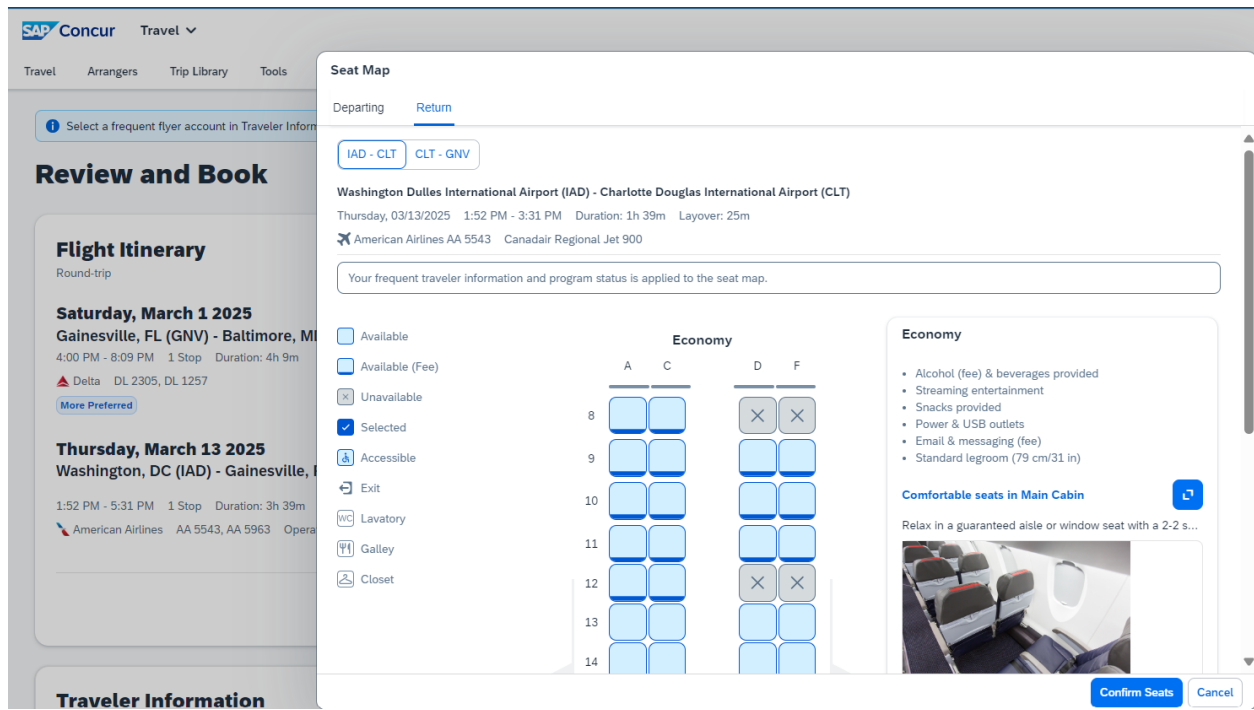 SAP Concur Travel
Travel Arrangers Trip Library Tools
Select a frequent flyer account in Traveler Inform
Review and Book
Flight Itinerary
Round-trip
Saturday, March 1 2025
Gainesville, FL (GNV) - Baltimore, M
4:00 PM - 8:09 PM 1 Stop Duration: 4h 9m
Delta DL 2305, DL 1257
More Preferred
Thursday, March 13 2025
Washington, DC (IAD) - Gainesville,
1:52 PM - 5:31 PM 1 Stop Duration: 3h 39m
American Airlines AA 5543, AA 5963 Opera
Traveler Information
Seat Map
Departing Return
IAD - CLT CLT - GNV
Washington Dulles International Airport (IAD) - Charlotte Douglas International Airport (CLT)
Thursday, 03/13/2025 1:52 PM - 3:31 PM Duration: 1h 39m Layover: 25m
American Airlines AA 5543 Canadair Regional Jet 900
Your frequent traveler information and program status is applied to the seat map.
Available
Available (Fee)
Unavailable
Selected
Accessible
Exit
WC Lavatory
Galley
Closet
Economy
A C D F
8
9
10
11
12
13
14
Economy
• Alcohol (fee) & beverages provided
• Streaming entertainment
• Snacks provided
• Power & USB outlets
• Email & messaging (fee)
• Standard legroom (79 cm/31 in)
Comfortable seats in Main Cabin
Relax in a guaranteed aisle or window seat with a 2-2 s...
Confirm Seats Cancel